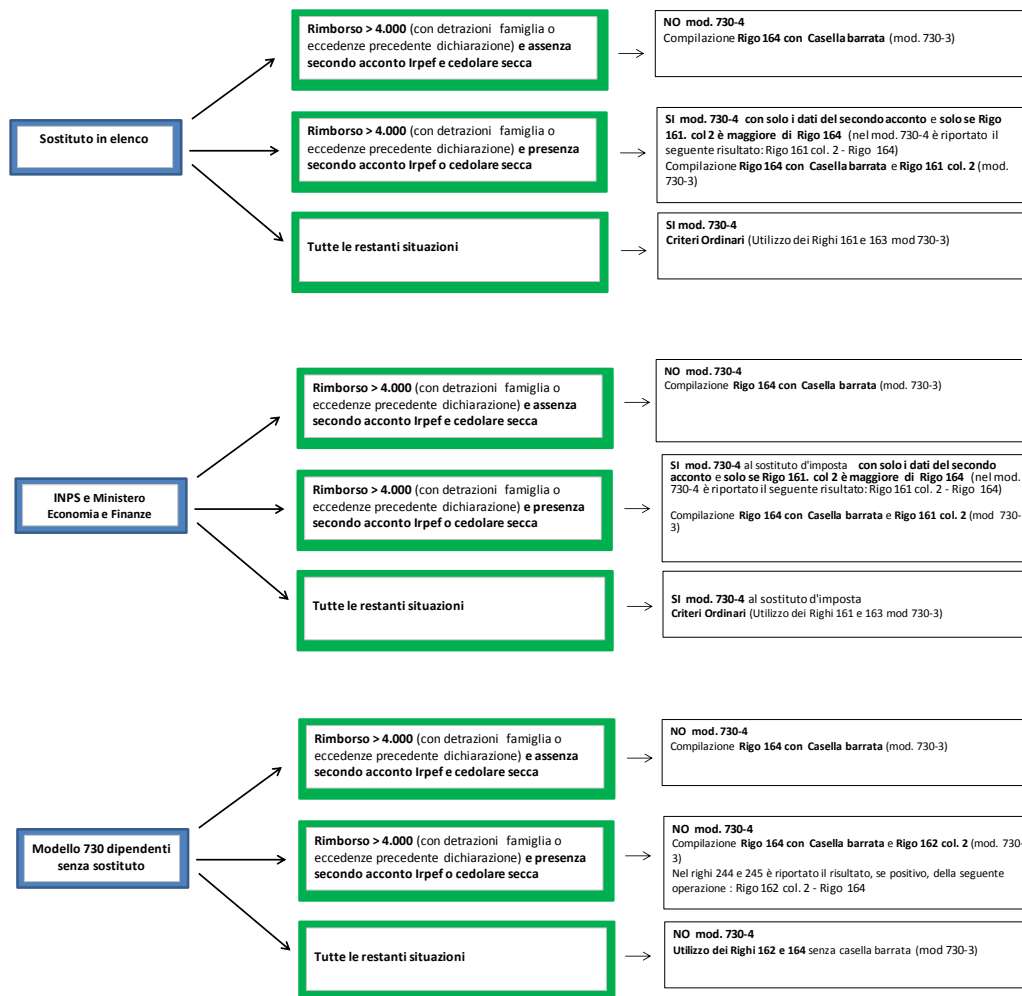 Sostituto in elenco
Rimborso > 4.000 (con detrazioni famiglia o
eccedenze precedente dichiarazione) e assenza
secondo acconto Irpef e cedolare secca
NO mod. 730-4
Compilazione Rigo 164 con Casella barrata (mod. 730-3)
Rimborso > 4.000 (con detrazioni famiglia o
eccedenze precedente dichiarazione) e presenza
secondo acconto Irpef o cedolare secca
SI mod. 730-4 con solo i dati del secondo acconto e solo se Rigo
161. col 2 è maggiore di Rigo 164 (nel mod. 730-4 è riportato il
seguente risultato: Rigo 161 col. 2 - Rigo 164)
Compilazione Rigo 164 con Casella barrata e Rigo 161 col. 2 (mod.
730-3)
Tutte le restanti situazioni
SI mod. 730-4
Criteri Ordinari (Utilizzo dei Righi 161 e 163 mod 730-3)
INPS e Ministero
Economia e Finanze
Rimborso > 4.000 (con detrazioni famiglia o
eccedenze precedente dichiarazione) e assenza
secondo acconto Irpef e cedolare secca
NO mod. 730-4
Compilazione Rigo 164 con Casella barrata (mod. 730-3)
Rimborso > 4.000 (con detrazioni famiglia o
eccedenze precedente dichiarazione) e presenza
secondo acconto Irpef o cedolare secca
SI mod. 730-4 al sostituto d'imposta con solo i dati del secondo
acconto e solo se Rigo 161. col 2 è maggiore di Rigo 164 (nel mod.
730-4 è riportato il seguente risultato: Rigo 161 col. 2 - Rigo 164)
Compilazione Rigo 164 con Casella barrata e Rigo 161 col. 2 (mod 730-
3)
Tutte le restanti situazioni
SI mod. 730-4 al sostituto d'imposta
Criteri Ordinari (Utilizzo dei Righi 161 e 163 mod 730-3)
Modello 730 dipendenti
senza sostituto
Rimborso > 4.000 (con detrazioni famiglia o
eccedenze precedente dichiarazione) e assenza
secondo acconto Irpef e cedolare secca
NO mod. 730-4
Compilazione Rigo 164 con Casella barrata (mod. 730-3)
Rimborso > 4.000 (con detrazioni famiglia o
eccedenze precedente dichiarazione) e presenza
secondo acconto Irpef o cedolare secca
NO mod. 730-4
Compilazione Rigo 164 con Casella barrata e Rigo 162 col. 2 (mod. 730-
3)
Nel righi 244 e 245 è riportato il risultato, se positivo, della seguente
operazione : Rigo 162 col. 2 - Rigo 164
Tutte le restanti situazioni
NO mod. 730-4
Utilizzo dei Righi 162 e 164 senza casella barrata (mod 730-3)